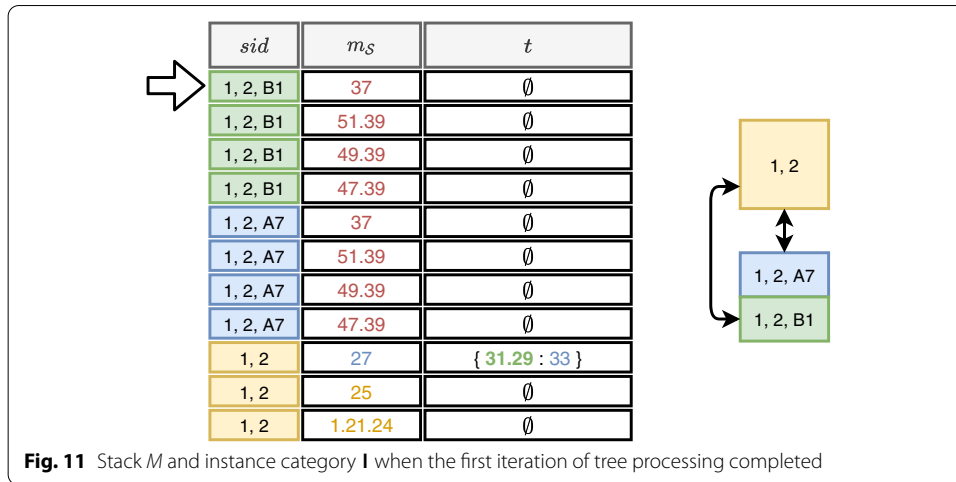 sid m_S t
1, 2, B1 37 ∅
1, 2, B1 51.39 ∅
1, 2, B1 49.39 ∅
1, 2, B1 47.39 ∅
1, 2, A7 37 ∅
1, 2, A7 51.39 ∅
1, 2, A7 49.39 ∅
1, 2, A7 47.39 ∅
1, 2 27 { 31.29 : 33 }
1, 2 25 ∅
1, 2 1.21.24 ∅
1, 2
1, 2, A7
1, 2, B1
Fig. 11 Stack M and instance category I when the first iteration of tree processing completed